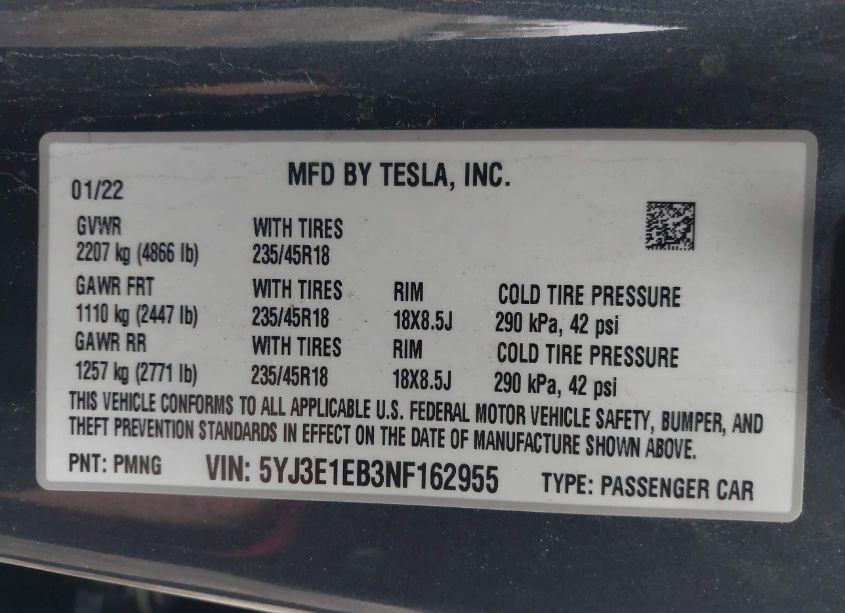 MFD BY TESLA, INC.
01/22
GVWR WITH TIRES
2207 kg (4866 lb) 235/45R18
GAWR FRT WITH TIRES RIM COLD TIRE PRESSURE
1110 kg (2447 lb) 235/45R18 18X8.5J 290 kPa, 42 psi
GAWR RR WITH TIRES RIM COLD TIRE PRESSURE
1257 kg (2771 lb) 235/45R18 18X8.5J 290 kPa, 42 psi
THIS VEHICLE CONFORMS TO ALL APPLICABLE U.S. FEDERAL MOTOR VEHICLE SAFETY, BUMPER, AND
THEFT PREVENTION STANDARDS IN EFFECT ON THE DATE OF MANUFACTURE SHOWN ABOVE.
PNT: PMNG VIN: 5YJ3E1EB3NF162955 TYPE: PASSENGER CAR